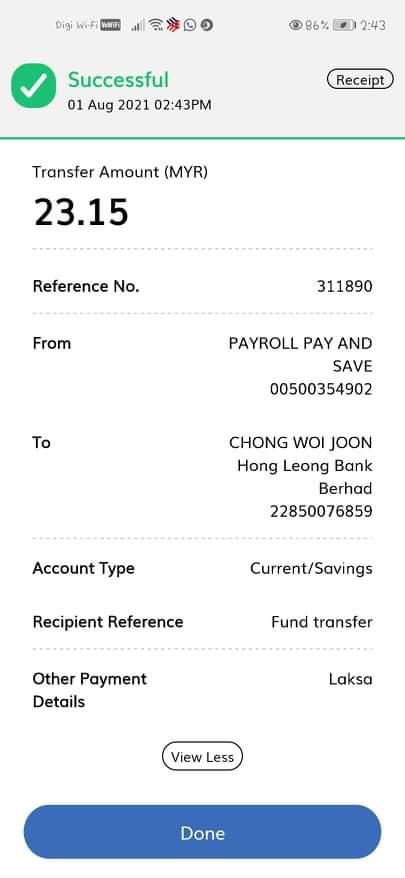 Digi Wi-Fi VoWiFi 86% 2:43
Successful
Receipt
01 Aug 2021 02:43PM
Transfer Amount (MYR)
23.15
Reference No. 311890
From PAYROLL PAY AND
SAVE
00500354902
To CHONG WOI JOON
Hong Leong Bank
Berhad
22850076859
Account Type Current/Savings
Recipient Reference Fund transfer
Other Payment Laksa
Details
View Less
Done